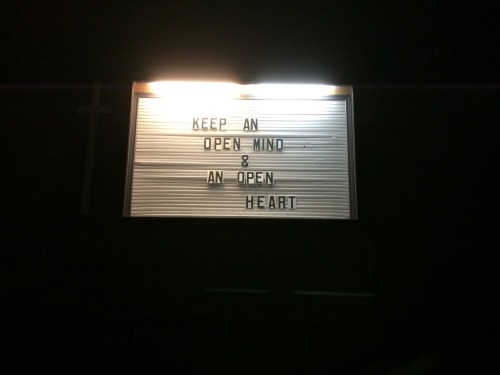 KEEP AN
OPEN MIND
&
AN OPEN
HEART